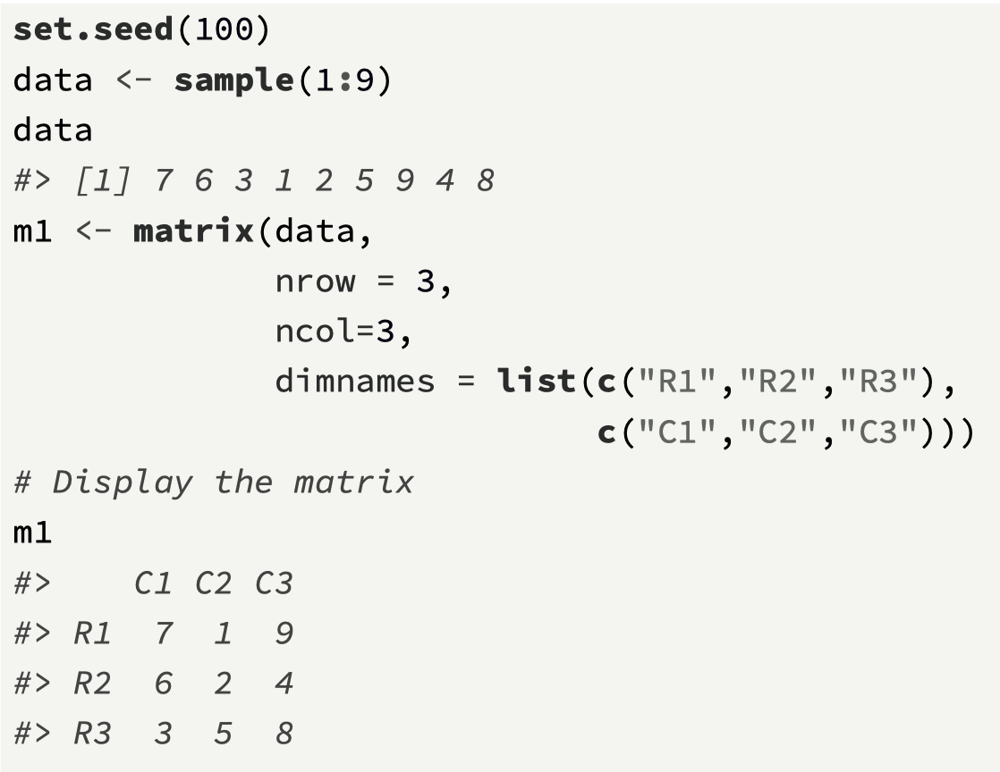 set.seed(100)
data <- sample(1:9)
data
#> [1] 7 6 3 1 2 5 9 4 8
m1 <- matrix(data,
             nrow = 3,
             ncol=3,
             dimnames = list(c("R1","R2","R3"),
                             c("C1","C2","C3")))
# Display the matrix
m1
#>    C1 C2 C3
#> R1  7  1  9
#> R2  6  2  4
#> R3  3  5  8